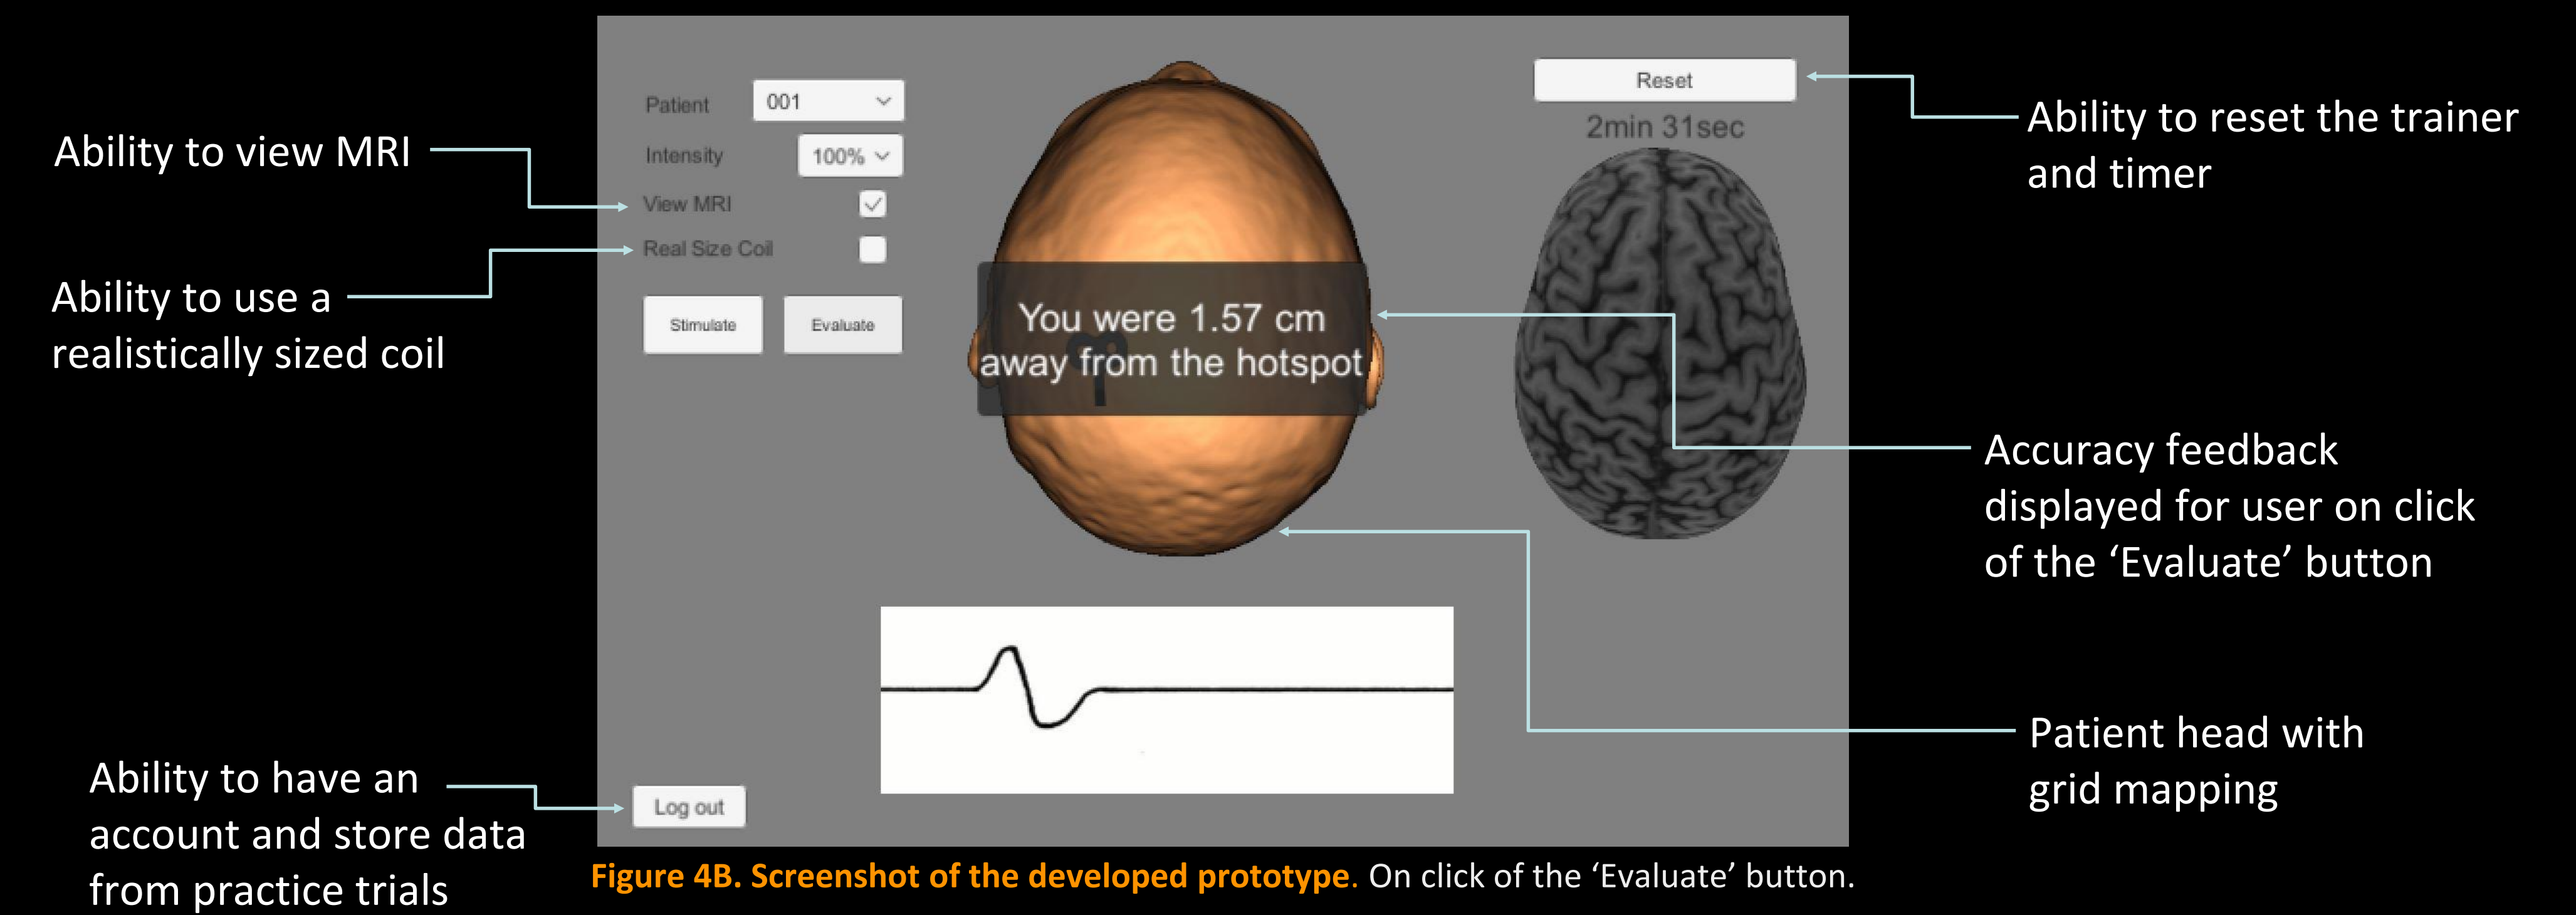 Ability to view MRI
Ability to use a
realistically sized coil
Ability to have an
account and store data
from practice trials
Patient
001
Intensity
100%
View MRI
Real Size Coil
Stimulate
Evaluate
Log out
You were 1.57 cm
away from the hotspot
Reset
2min 31sec
Ability to reset the trainer
and timer
Accuracy feedback
displayed for user on click
of the ‘Evaluate’ button
Patient head with
grid mapping
Figure 4B. Screenshot of the developed prototype. On click of the ‘Evaluate’ button.